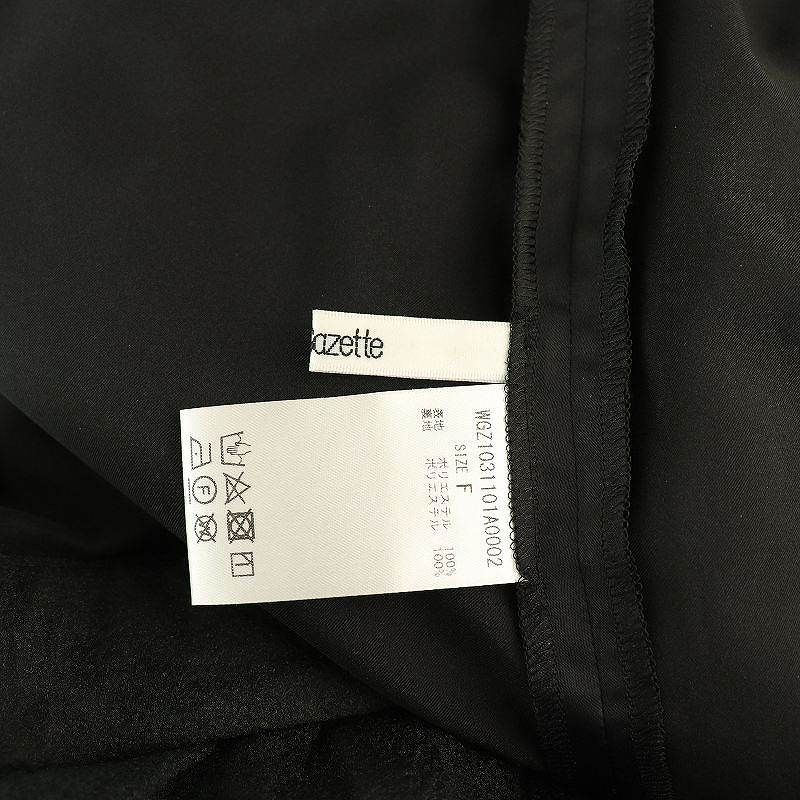 azette
WGZ1031101A0002
SIZE F
表地 ポリエステル 100%
裏地 ポリエステル 100%
F